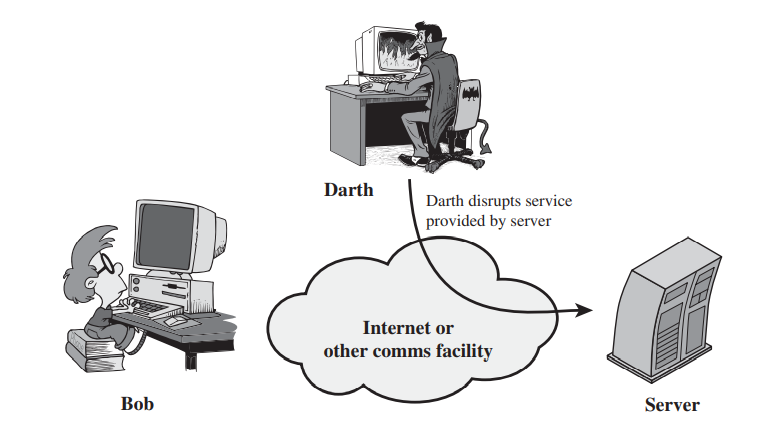 Darth
Darth disrupts service
provided by server
Internet or
other comms facility
Bob
Server